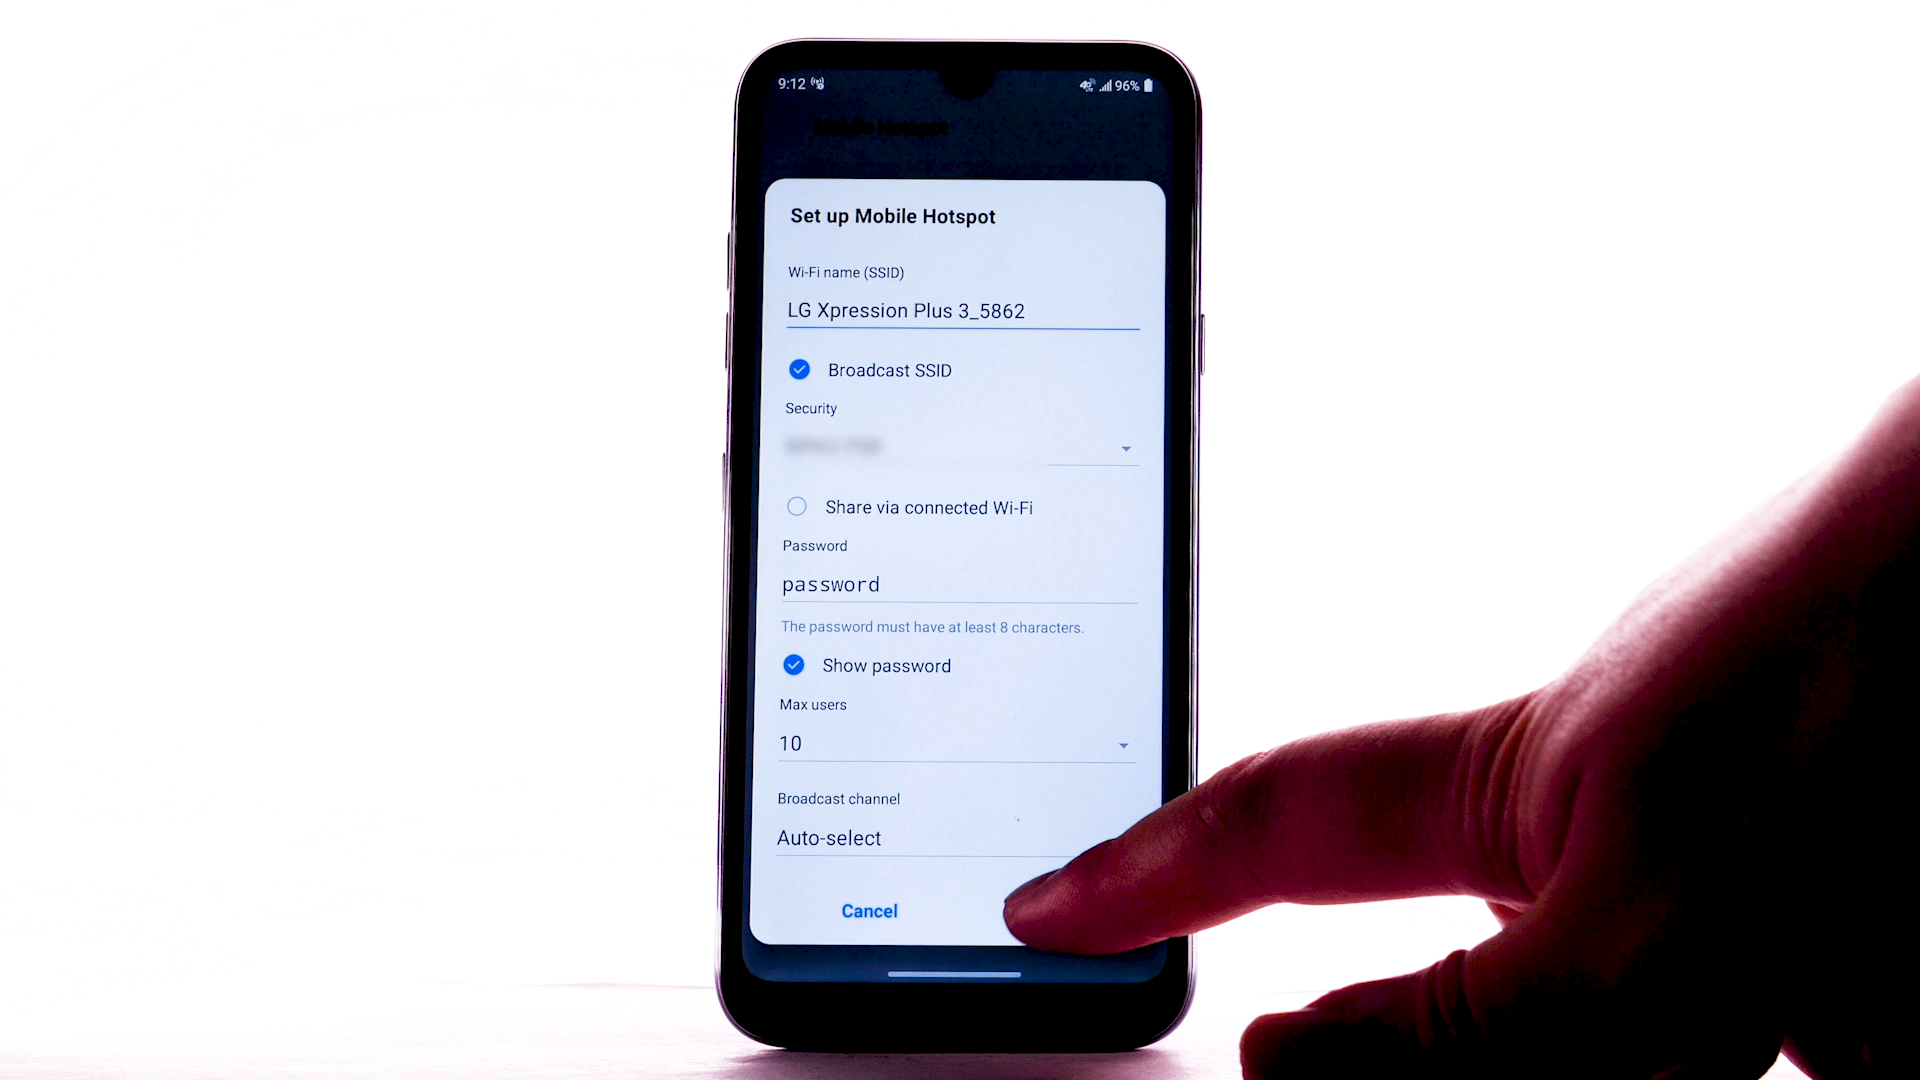 9:12
96%
Mobile Hotspot
Set up Mobile Hotspot
Wi-Fi name (SSID)
LG Xpression Plus 3_5862
Broadcast SSID
Security
Share via connected Wi-Fi
Password
password
The password must have at least 8 characters.
Show password
Max users
10
Broadcast channel
Auto-select
Cancel